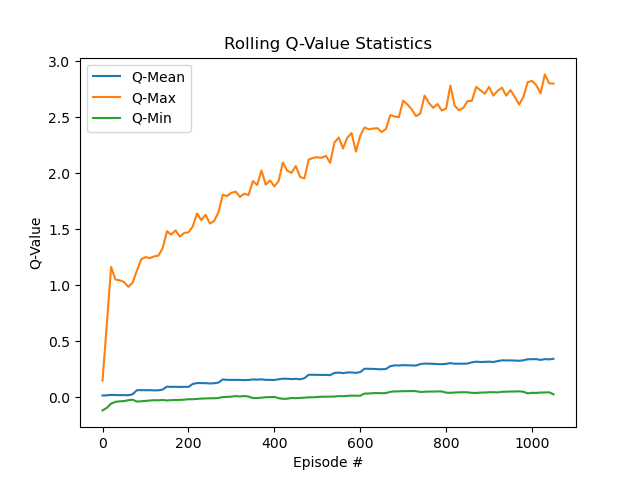 Rolling Q-Value Statistics
Q-Mean
Q-Max
Q-Min
3.0
2.5
2.0
1.5
1.0
0.5
0.0
Q-Value
0 200 400 600 800 1000
Episode #